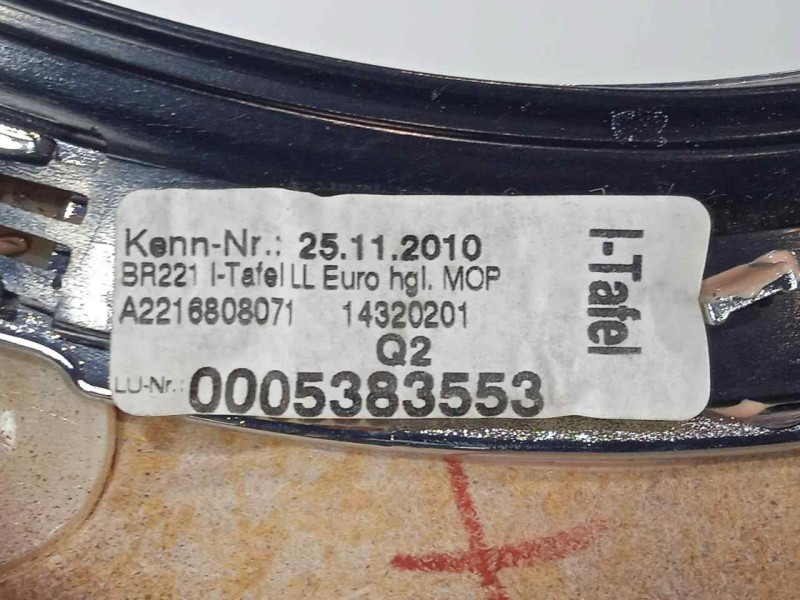 Kenn-Nr.: 25.11.2010
BR221 I-Tafel LL Euro hgl. MOP
A2216808071 14320201
Q2
LU-Nr.: 0005383553
I-Tafel